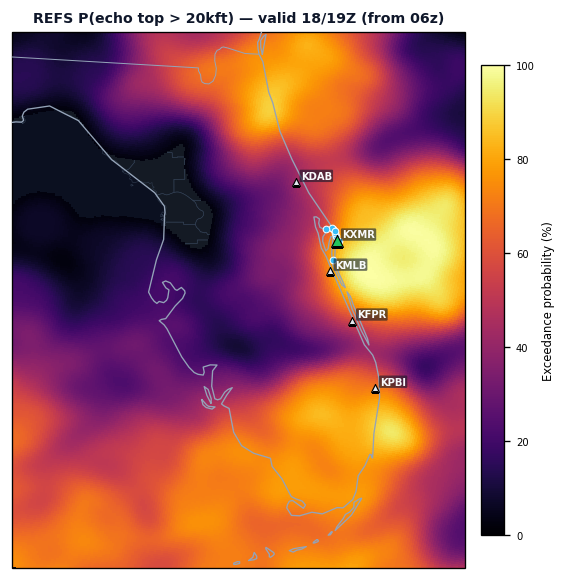 REFS P(echo top > 20kft) — valid 18/19Z (from 06z)
KDAB
KXMR
KMLB
KFPR
KPBI
100
80
60
40
20
0
Exceedance probability (%)